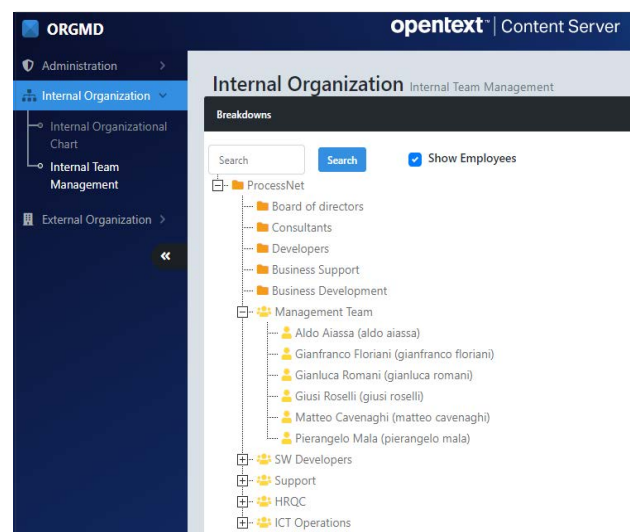 ORGMD
opentext™ | Content Server
Administration
Internal Organization
Internal Organizational
Chart
Internal Team
Management
External Organization
Internal Organization Internal Team Management
Breakdowns
Search Search Show Employees
ProcessNet
Board of directors
Consultants
Developers
Business Support
Business Development
Management Team
Aldo Aiassa (aldo aiassa)
Gianfranco Floriani (gianfranco floriani)
Gianluca Romani (gianluca romani)
Giusi Roselli (giusi roselli)
Matteo Cavenaghi (matteo cavenaghi)
Pierangelo Mala (pierangelo mala)
SW Developers
Support
HRQC
ICT Operations